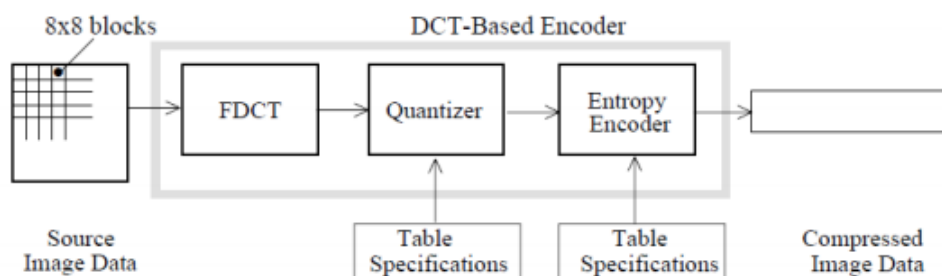 8x8 blocks
DCT-Based Encoder
FDCT
Quantizer
Entropy
Encoder
Source
Image Data
Table
Specifications
Table
Specifications
Compressed
Image Data